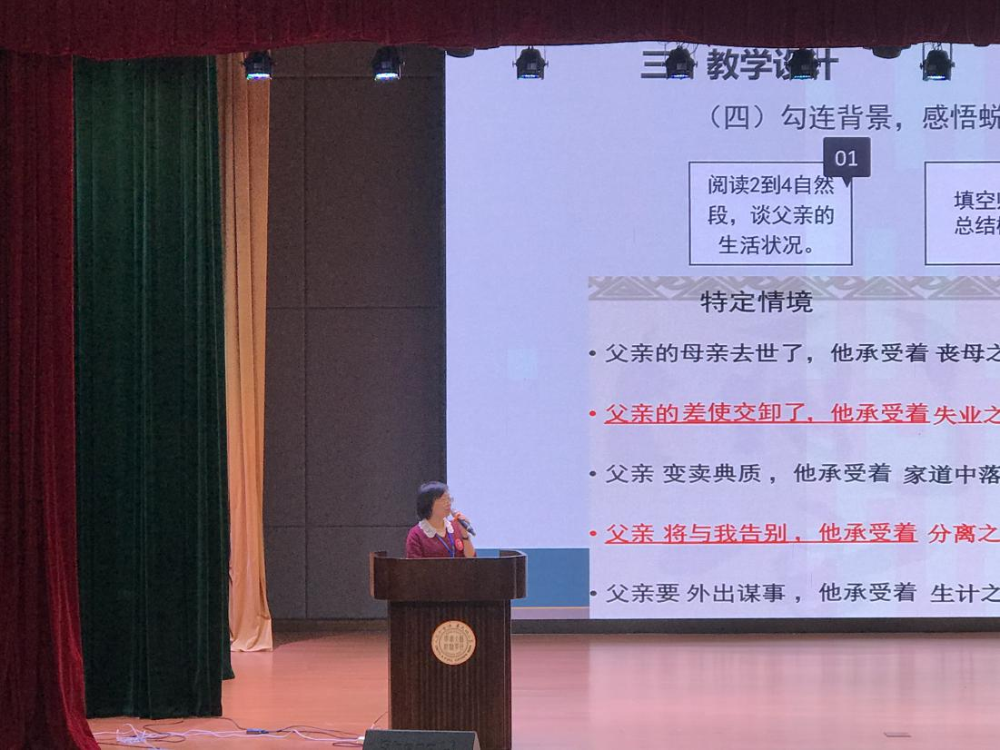 三、教学设计
（四）勾连背景，感悟蜕
01
阅读2到4自然
段，谈父亲的
生活状况。
填空
总结
特定情境
• 父亲的母亲去世了，他承受着 丧母之
• 父亲的差使交卸了，他承受着失业之
• 父亲 变卖典质，他承受着 家道中落
• 父亲 将与我告别，他承受着 分离之
• 父亲要 外出谋事，他承受着 生计之